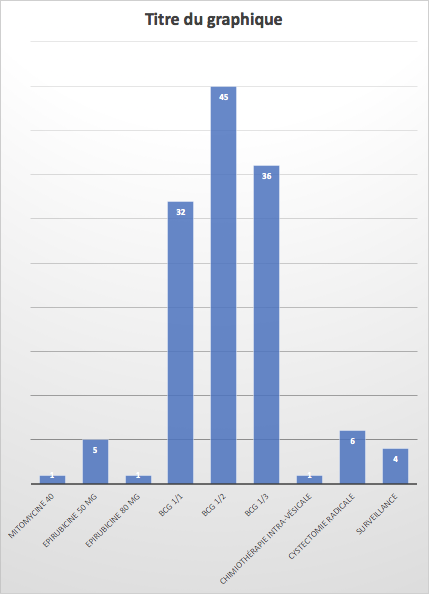 Titre du graphique
1
5
1
32
45
36
1
6
4
MITOMYCINE 40
EPIRUBICINE 50 MG
EPIRUBICINE 80 MG
BCG 1/1
BCG 1/2
BCG 1/3
CHIMIOTHÉRAPIE INTRA-VÉSICALE
CYSTECTOMIE RADICALE
SURVEILLANCE